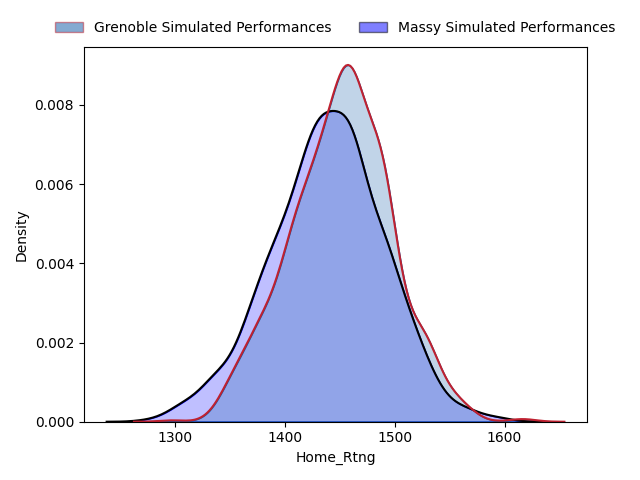 Grenoble Simulated Performances Massy Simulated Performances
0.008
0.006
0.004
0.002
0.000
Density
1300 1400 1500 1600
Home_Rtng